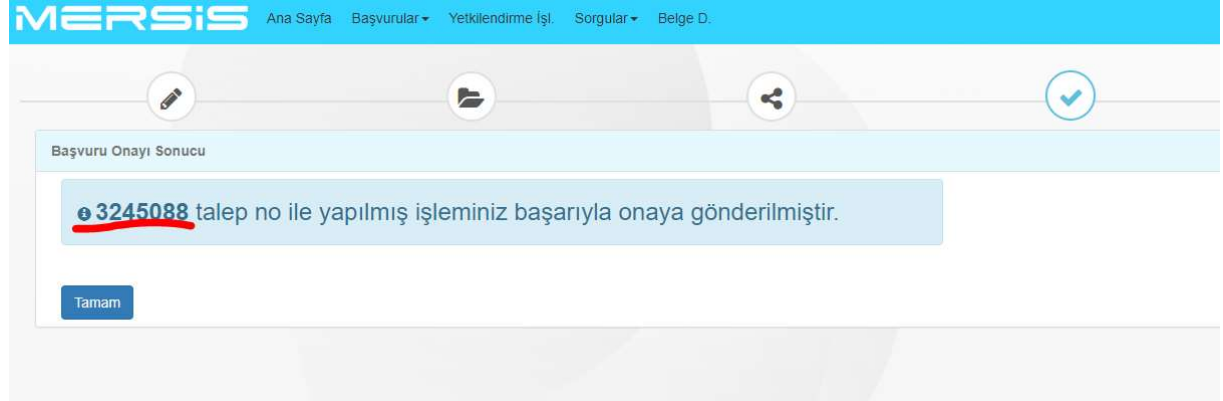 MERSiS Ana Sayfa Başvurular Yetkilendirme İşl. Sorgular Belge D.
Başvuru Onayı Sonucu
3245088 talep no ile yapılmış işleminiz başarıyla onaya gönderilmiştir.
Tamam